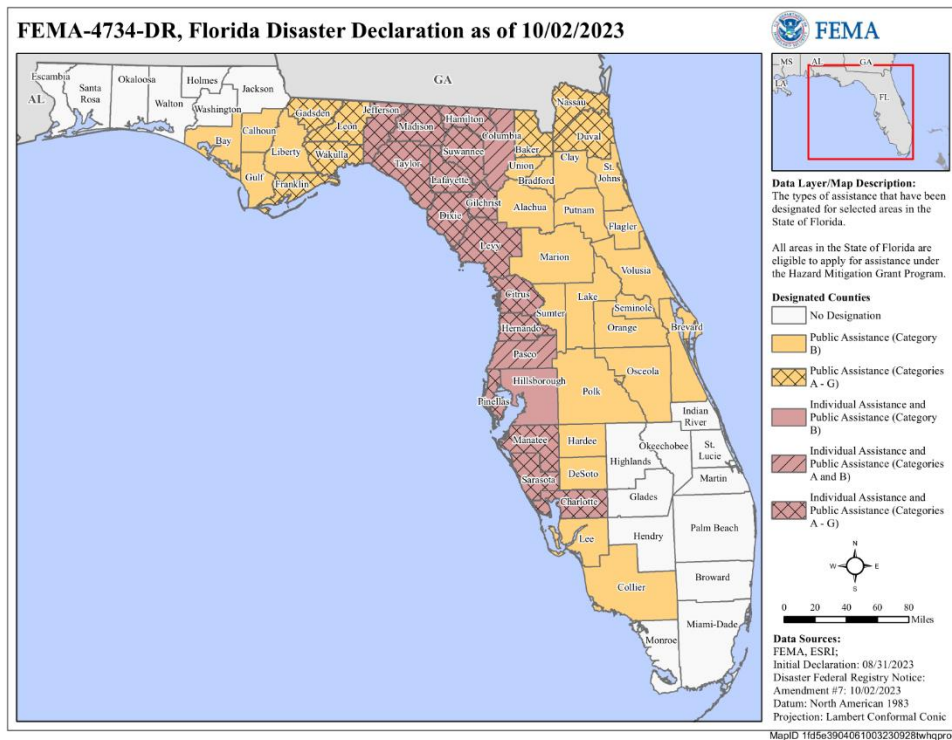 FEMA-4734-DR, Florida Disaster Declaration as of 10/02/2023
FEMA
GA
AL
Escambia
Santa
Rosa
Okaloosa
Walton
Holmes
Washington
Jackson
Bay
Calhoun
Gulf
Liberty
Gadsden
Leon
Wakulla
Franklin
Jefferson
Madison
Taylor
Hamilton
Suwannee
Lafayette
Columbia
Dixie
Gilchrist
Levy
Baker
Union
Bradford
Nassau
Duval
Clay
St.
Johns
Alachua
Putnam
Flagler
Marion
Volusia
Citrus
Hernando
Sumter
Lake
Seminole
Orange
Brevard
Pasco
Hillsborough
Pinellas
Polk
Osceola
Indian
River
Manatee
Hardee
Okeechobee
St.
Lucie
Highlands
Sarasota
DeSoto
Martin
Charlotte
Glades
Lee
Hendry
Palm Beach
Collier
Broward
Monroe
Miami-Dade
MS
AL
GA
LA
FL
Data Layer/Map Description:
The types of assistance that have been
designated for selected areas in the
State of Florida.
All areas in the State of Florida are
eligible to apply for assistance under
the Hazard Mitigation Grant Program.
Designated Counties
No Designation
Public Assistance (Category
B)
Public Assistance (Categories
A - G)
Individual Assistance and
Public Assistance (Category
B)
Individual Assistance and
Public Assistance (Categories
A and B)
Individual Assistance and
Public Assistance (Categories
A - G)
N
W
E
S
0 20 40 60 80
Miles
Data Sources:
FEMA, ESRI;
Initial Declaration: 08/31/2023
Disaster Federal Registry Notice:
Amendment #7: 10/02/2023
Datum: North American 1983
Projection: Lambert Conformal Conic